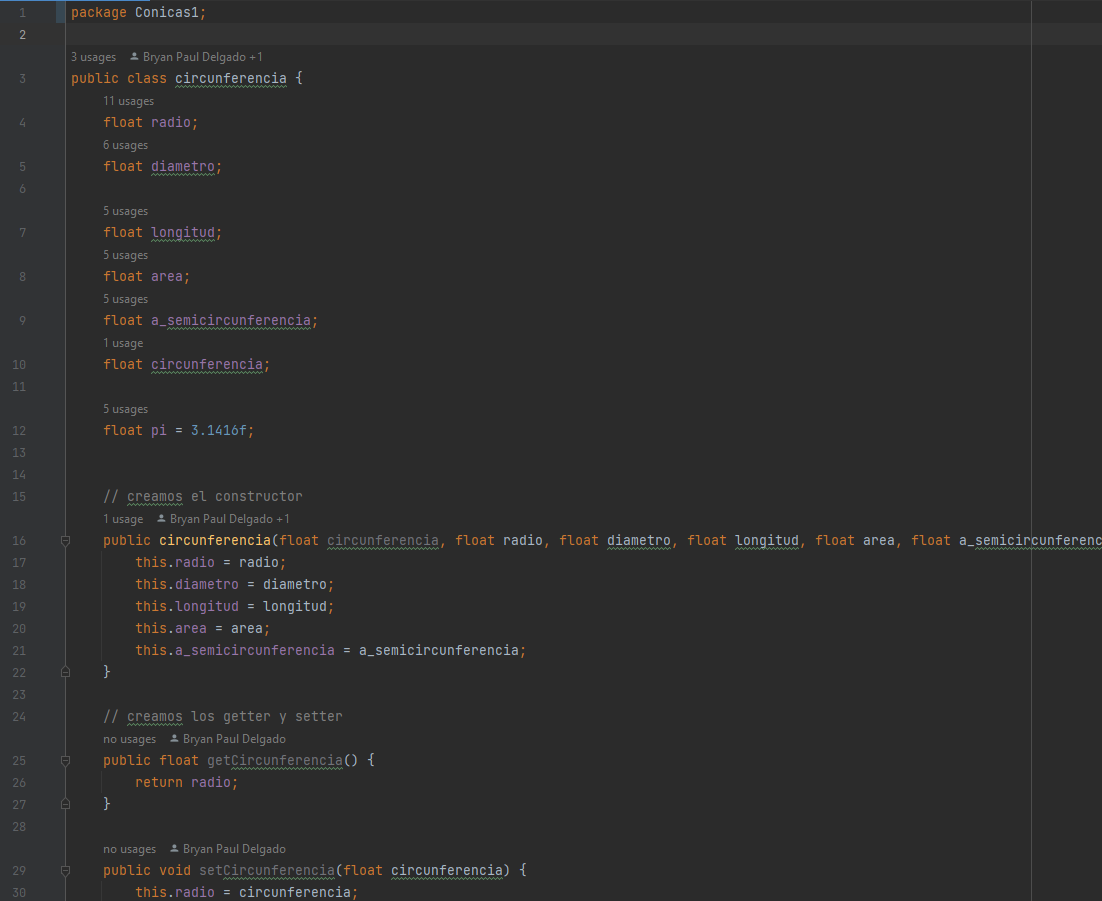 1 package Conicas1;
2
3 usages Bryan Paul Delgado +1
3 public class circunferencia {
11 usages
4 float radio;
6 usages
5 float diametro;
6
5 usages
7 float longitud;
5 usages
8 float area;
5 usages
9 float a_semicircunferencia;
1 usage
10 float circunferencia;
11
5 usages
12 float pi = 3.1416f;
13
14
15 // creamos el constructor
1 usage Bryan Paul Delgado +1
16 public circunferencia(float circunferencia, float radio, float diametro, float longitud, float area, float a_semicircunferenc
17 this.radio = radio;
18 this.diametro = diametro;
19 this.longitud = longitud;
20 this.area = area;
21 this.a_semicircunferencia = a_semicircunferencia;
22 }
23
24 // creamos los getter y setter
no usages Bryan Paul Delgado
25 public float getCircunferencia() {
26 return radio;
27 }
28
no usages Bryan Paul Delgado
29 public void setCircunferencia(float circunferencia) {
30 this.radio = circunferencia;